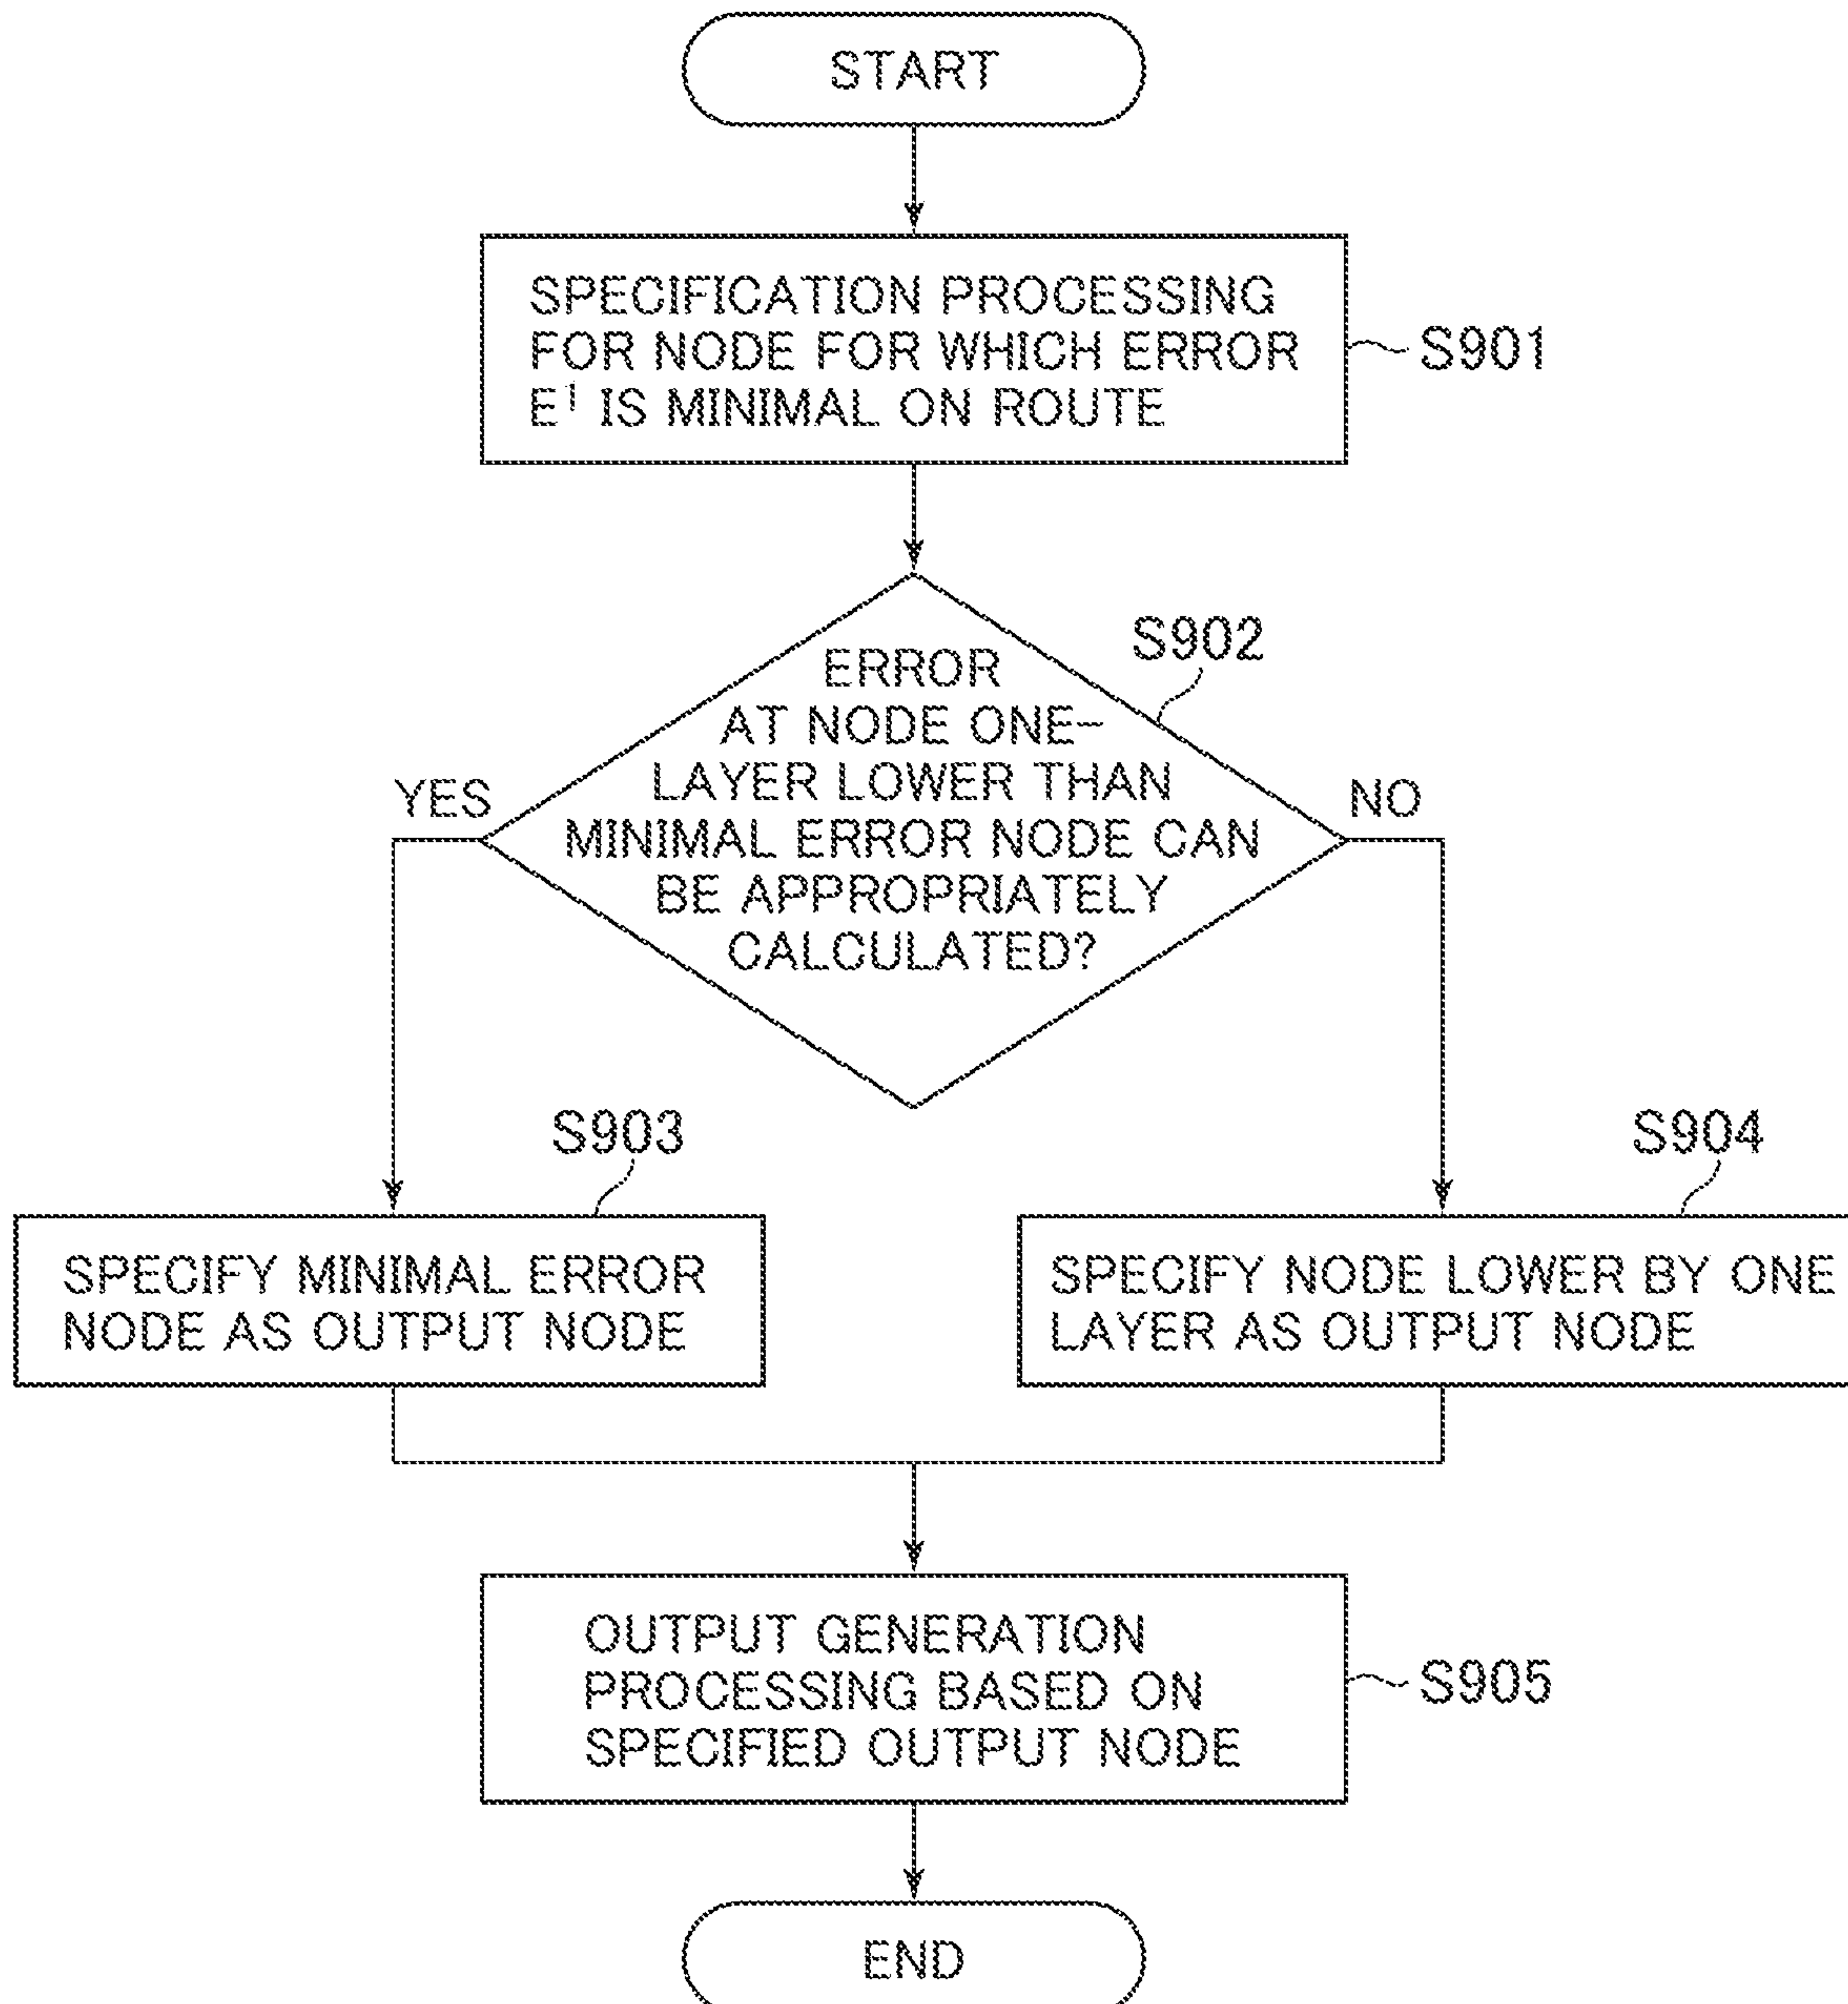 START
SPECIFICATION PROCESSING
FOR NODE FOR WHICH ERROR
E¹ IS MINIMAL ON ROUTE
S901
S902
ERROR
AT NODE ONE-
LAYER LOWER THAN
MINIMAL ERROR NODE CAN
BE APPROPRIATELY
CALCULATED?
YES
NO
S903
SPECIFY MINIMAL ERROR
NODE AS OUTPUT NODE
S904
SPECIFY NODE LOWER BY ONE
LAYER AS OUTPUT NODE
OUTPUT GENERATION
PROCESSING BASED ON
SPECIFIED OUTPUT NODE
S905
END